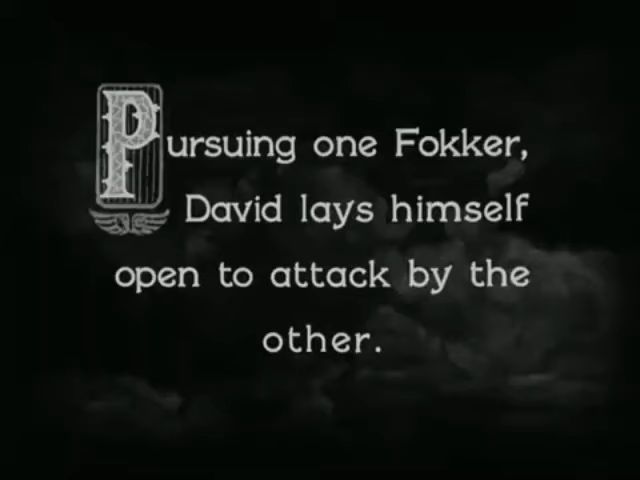 Pursuing one Fokker,
David lays himself
open to attack by the
other.